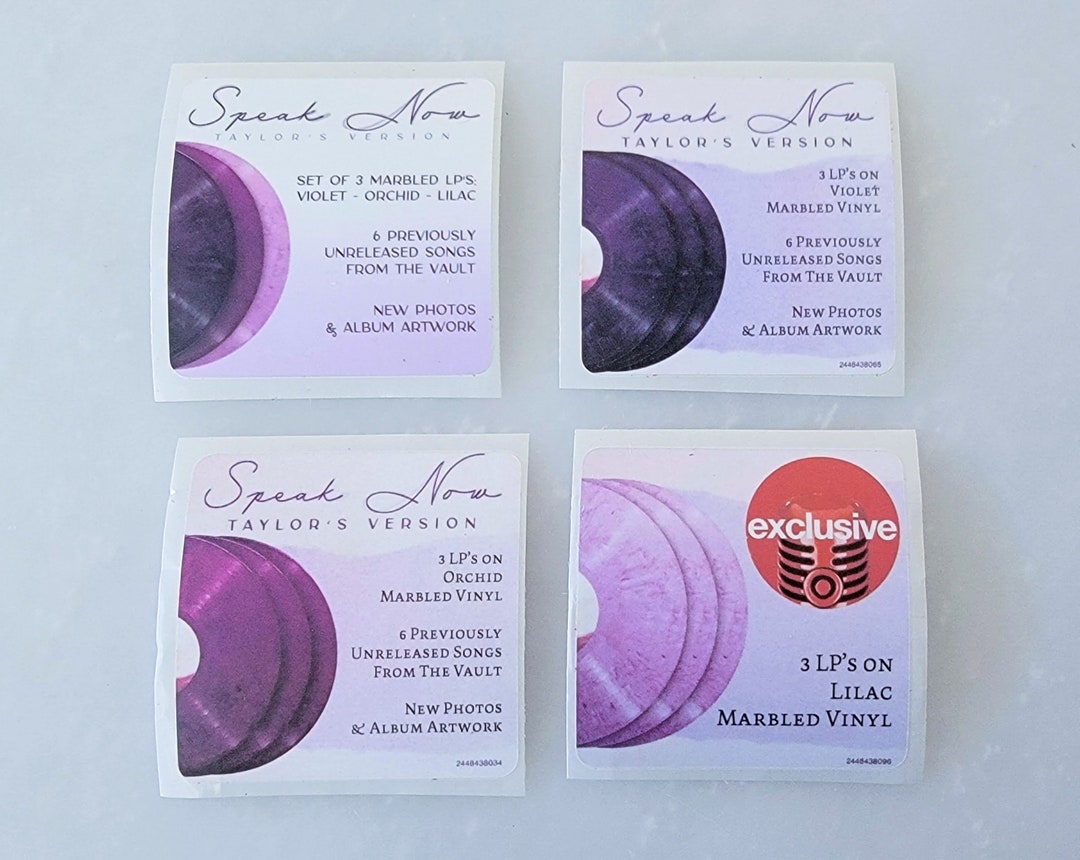 Speak Now
TAYLOR'S VERSION
SET OF 3 MARBLED LP'S:
VIOLET - ORCHID - LILAC
6 PREVIOUSLY
UNRELEASED SONGS
FROM THE VAULT
NEW PHOTOS
& ALBUM ARTWORK
Speak Now
TAYLOR'S VERSION
3 LP's on
Violet
Marbled Vinyl
6 Previously
Unreleased Songs
From The Vault
New Photos
& Album Artwork
2448438065
Speak Now
TAYLOR'S VERSION
3 LP's on
Orchid
Marbled Vinyl
6 Previously
Unreleased Songs
From The Vault
New Photos
& Album Artwork
2448438034
exclusive
3 LP's on
Lilac
Marbled Vinyl
2448438096